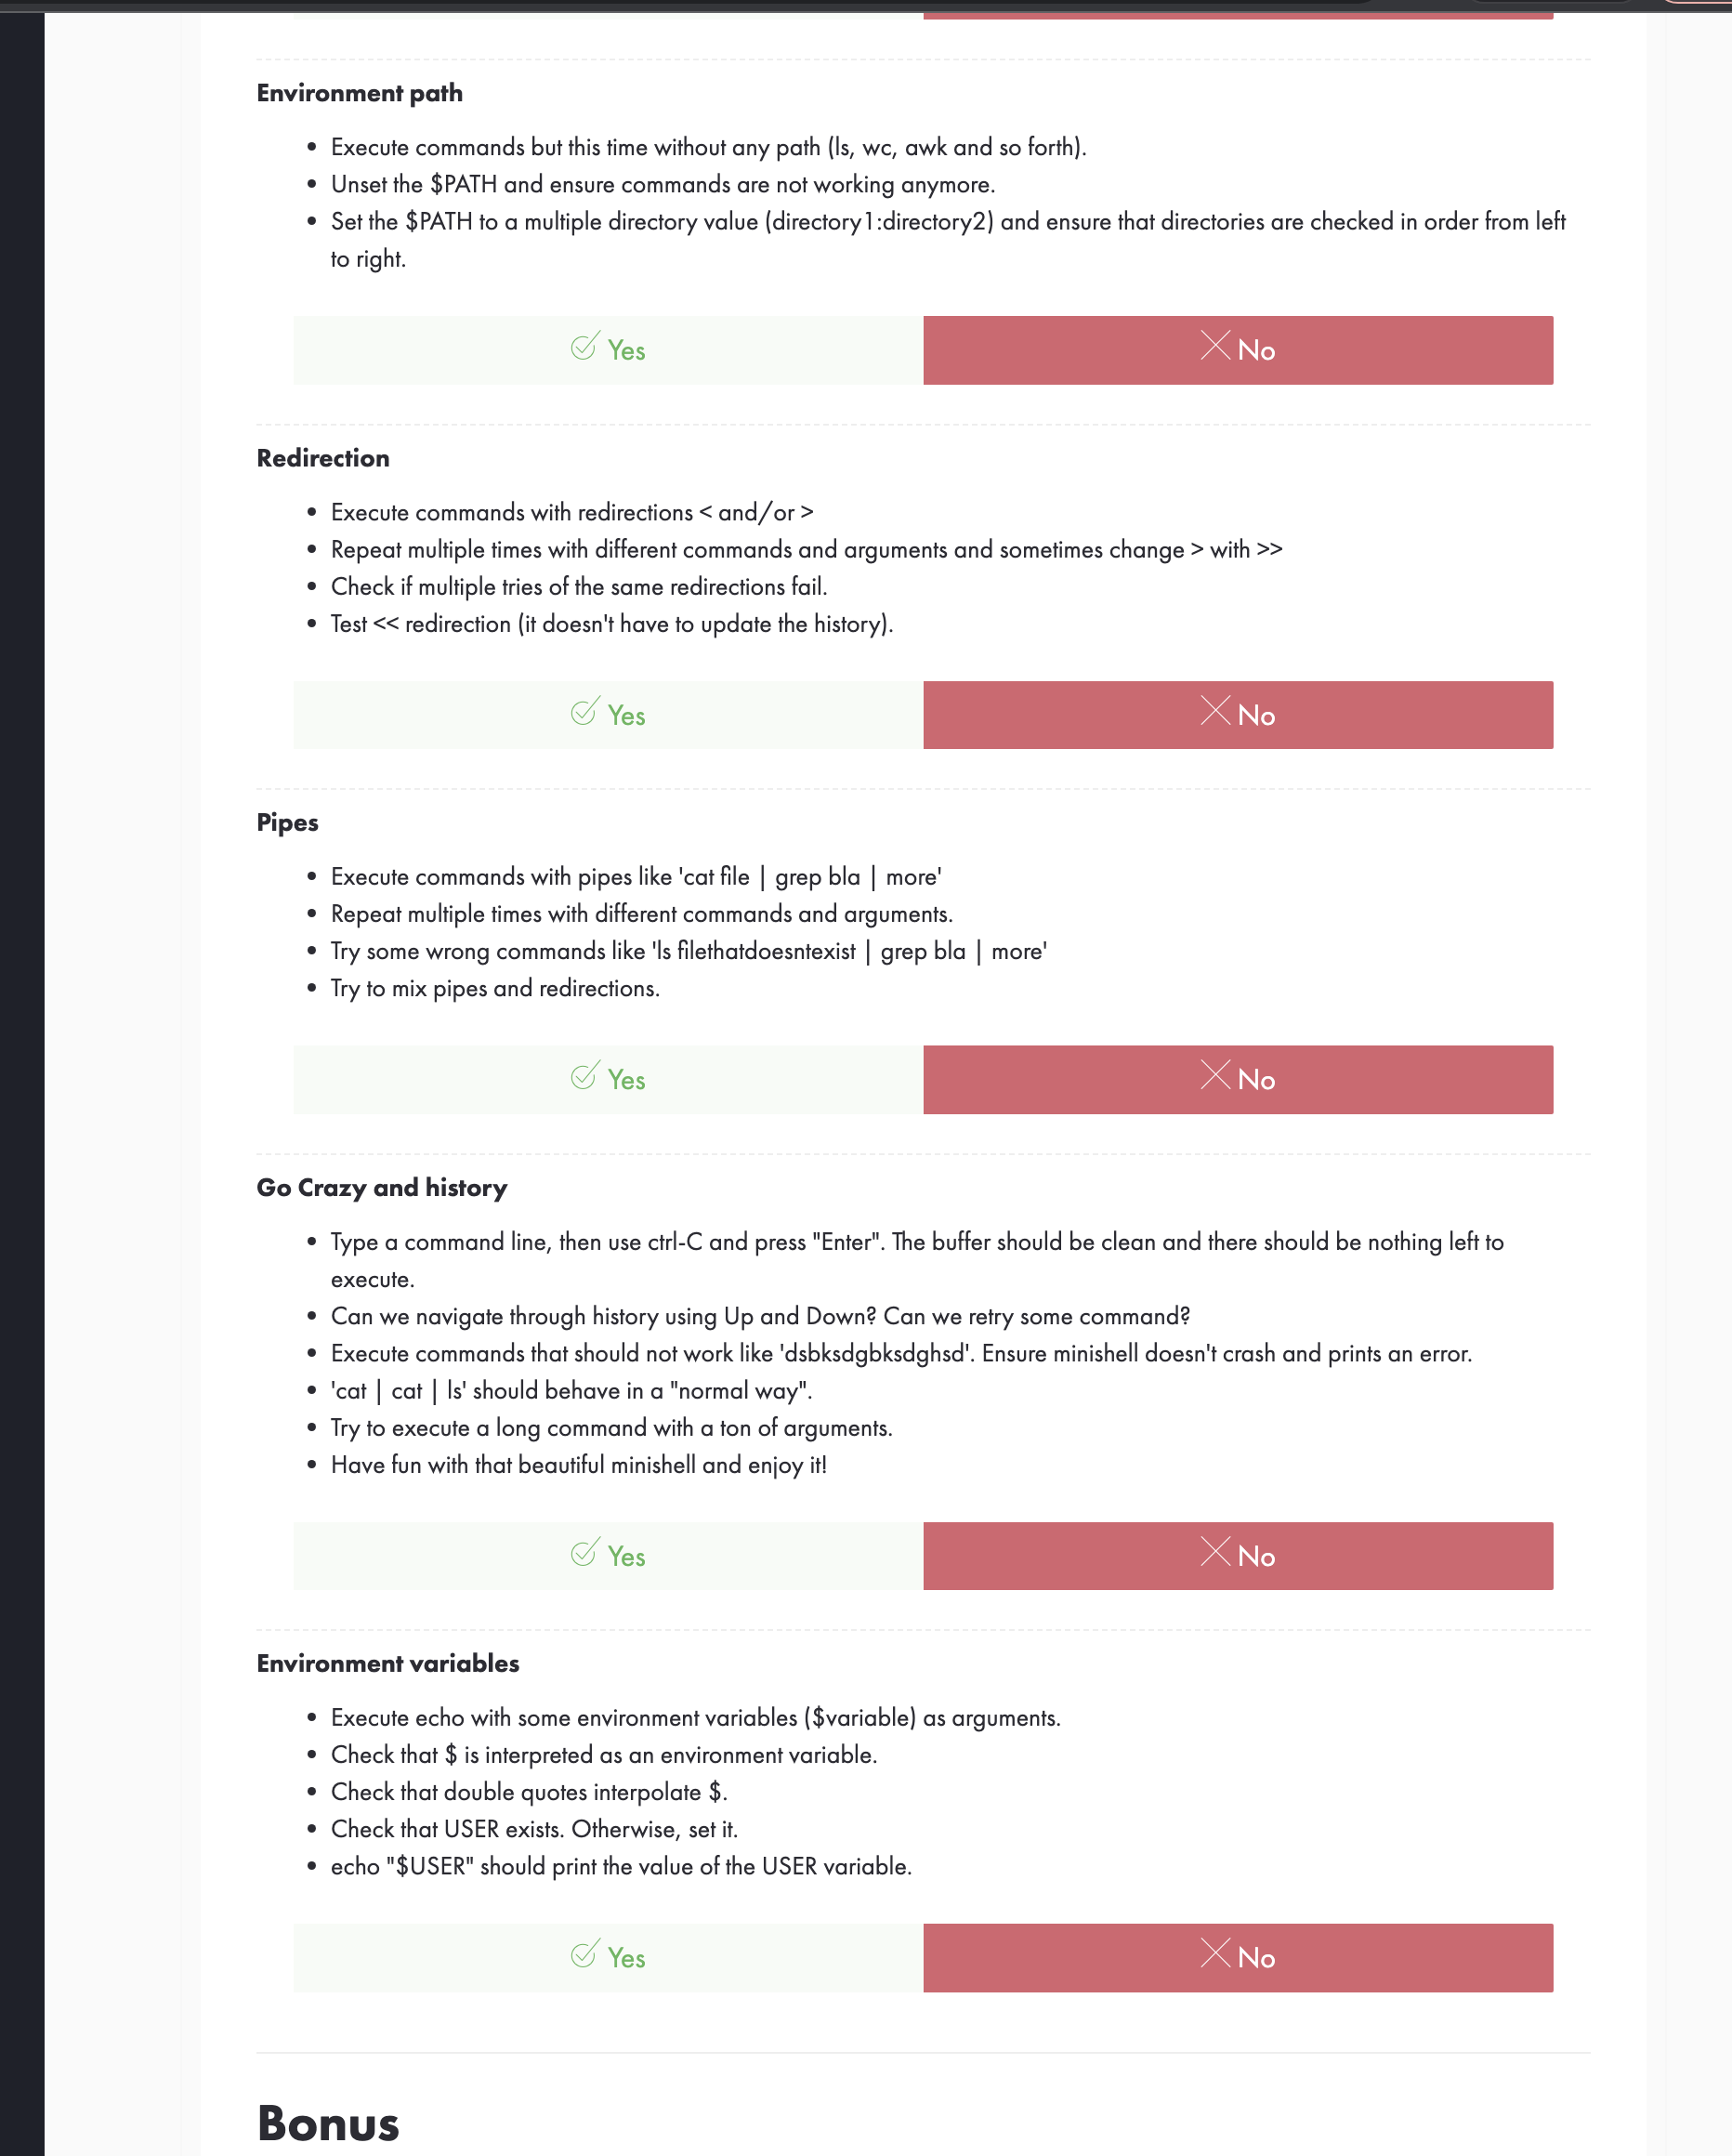 Environment path
• Execute commands but this time without any path (ls, wc, awk and so forth).
• Unset the $PATH and ensure commands are not working anymore.
• Set the $PATH to a multiple directory value (directory1:directory2) and ensure that directories are checked in order from left
to right.
Yes
No
Redirection
• Execute commands with redirections < and/or >
• Repeat multiple times with different commands and arguments and sometimes change > with >>
• Check if multiple tries of the same redirections fail.
• Test << redirection (it doesn't have to update the history).
Yes
No
Pipes
• Execute commands with pipes like 'cat file | grep bla | more'
• Repeat multiple times with different commands and arguments.
• Try some wrong commands like 'ls filethatdoesntexist | grep bla | more'
• Try to mix pipes and redirections.
Yes
No
Go Crazy and history
• Type a command line, then use ctrl-C and press "Enter". The buffer should be clean and there should be nothing left to
execute.
• Can we navigate through history using Up and Down? Can we retry some command?
• Execute commands that should not work like 'dsbksdgbksdghsd'. Ensure minishell doesn't crash and prints an error.
• 'cat | cat | ls' should behave in a "normal way".
• Try to execute a long command with a ton of arguments.
• Have fun with that beautiful minishell and enjoy it!
Yes
No
Environment variables
• Execute echo with some environment variables ($variable) as arguments.
• Check that $ is interpreted as an environment variable.
• Check that double quotes interpolate $.
• Check that USER exists. Otherwise, set it.
• echo "$USER" should print the value of the USER variable.
Yes
No
Bonus